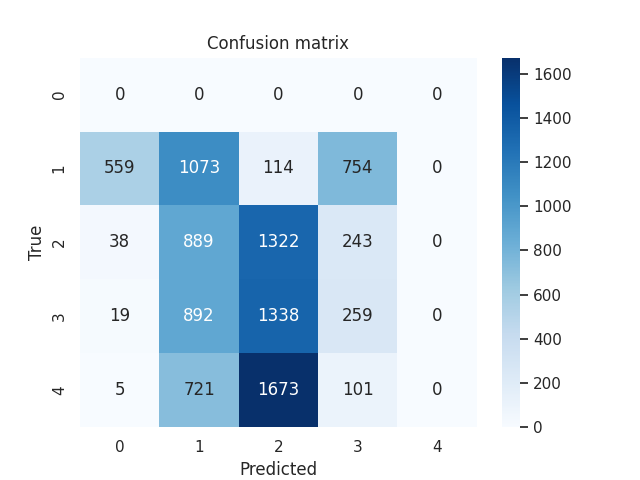 Confusion matrix
0 0 0 0 0 0
1 559 1073 114 754 0
2 38 889 1322 243 0
3 19 892 1338 259 0
4 5 721 1673 101 0
0 1 2 3 4
True
Predicted
1600
1400
1200
1000
800
600
400
200
0